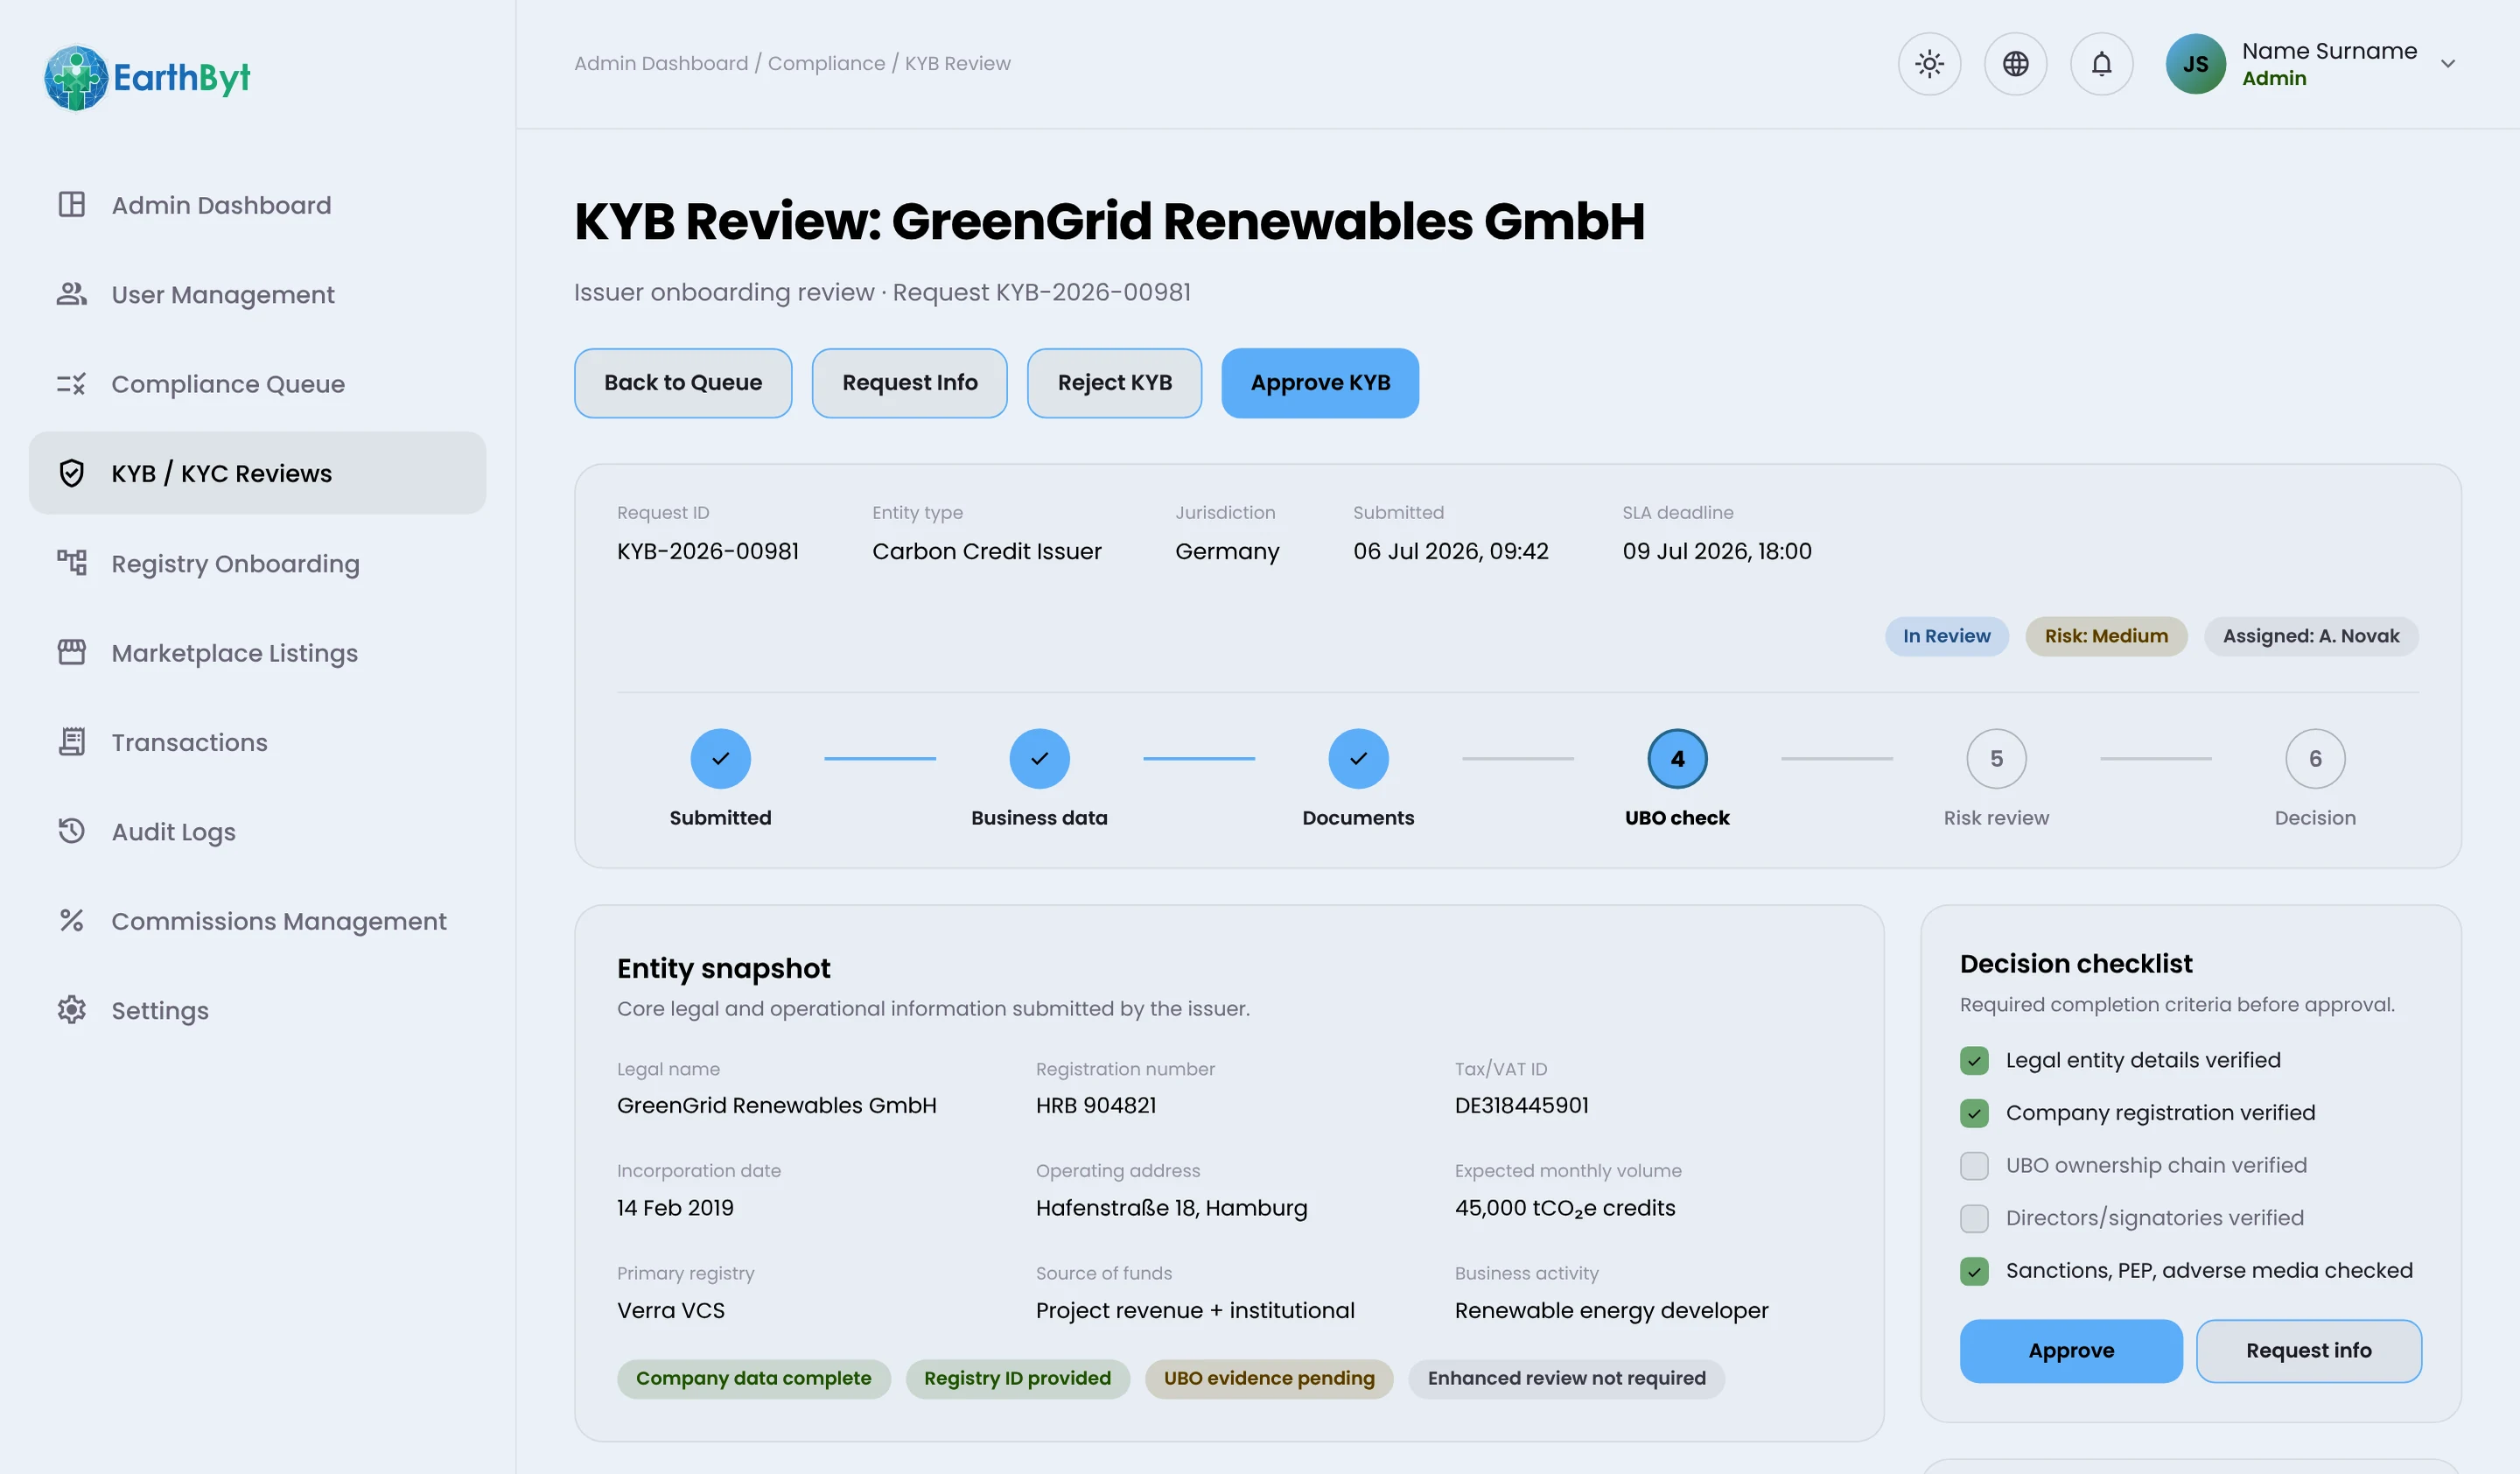 EarthByt
Admin Dashboard / Compliance / KYB Review
JS
Name Surname
Admin
Admin Dashboard
User Management
Compliance Queue
KYB / KYC Reviews
Registry Onboarding
Marketplace Listings
Transactions
Audit Logs
Commissions Management
Settings
KYB Review: GreenGrid Renewables GmbH
Issuer onboarding review · Request KYB-2026-00981
Back to Queue Request Info Reject KYB Approve KYB
Request ID Entity type Jurisdiction Submitted SLA deadline
KYB-2026-00981 Carbon Credit Issuer Germany 06 Jul 2026, 09:42 09 Jul 2026, 18:00
In Review Risk: Medium Assigned: A. Novak
4 5 6
Submitted Business data Documents UBO check Risk review Decision
Entity snapshot
Core legal and operational information submitted by the issuer.
Legal name Registration number Tax/VAT ID
GreenGrid Renewables GmbH HRB 904821 DE318445901
Incorporation date Operating address Expected monthly volume
14 Feb 2019 Hafenstraße 18, Hamburg 45,000 tCO₂e credits
Primary registry Source of funds Business activity
Verra VCS Project revenue + institutional Renewable energy developer
Company data complete Registry ID provided UBO evidence pending Enhanced review not required
Decision checklist
Required completion criteria before approval.
Legal entity details verified
Company registration verified
UBO ownership chain verified
Directors/signatories verified
Sanctions, PEP, adverse media checked
Approve Request info